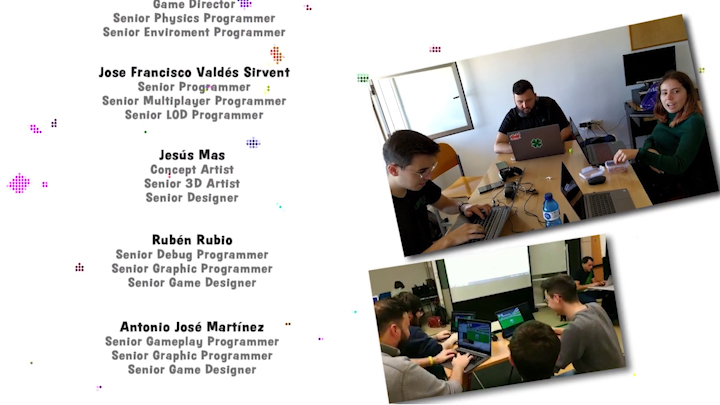 Game Director
Senior Physics Programmer
Senior Enviroment Programmer
Jose Francisco Valdés Sirvent
Senior Programmer
Senior Multiplayer Programmer
Senior LOD Programmer
Jesús Mas
Concept Artist
Senior 3D Artist
Senior Designer
Rubén Rubio
Senior Debug Programmer
Senior Graphic Programmer
Senior Game Designer
Antonio José Martínez
Senior Gameplay Programmer
Senior Graphic Programmer
Senior Game Designer